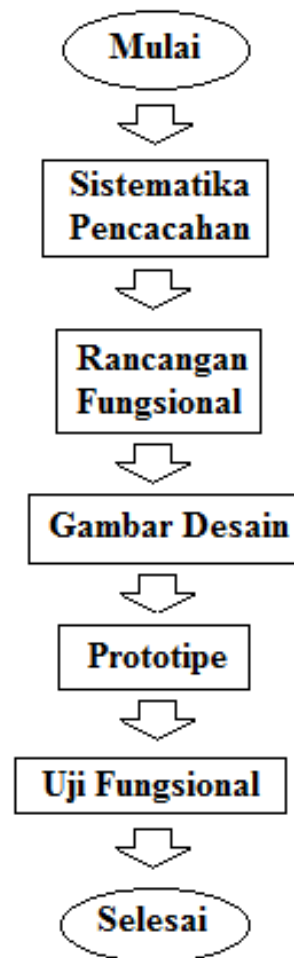 Mulai
Sistematika
Pencacahan
Rancangan
Fungsional
Gambar Desain
Prototipe
Uji Fungsional
Selesai